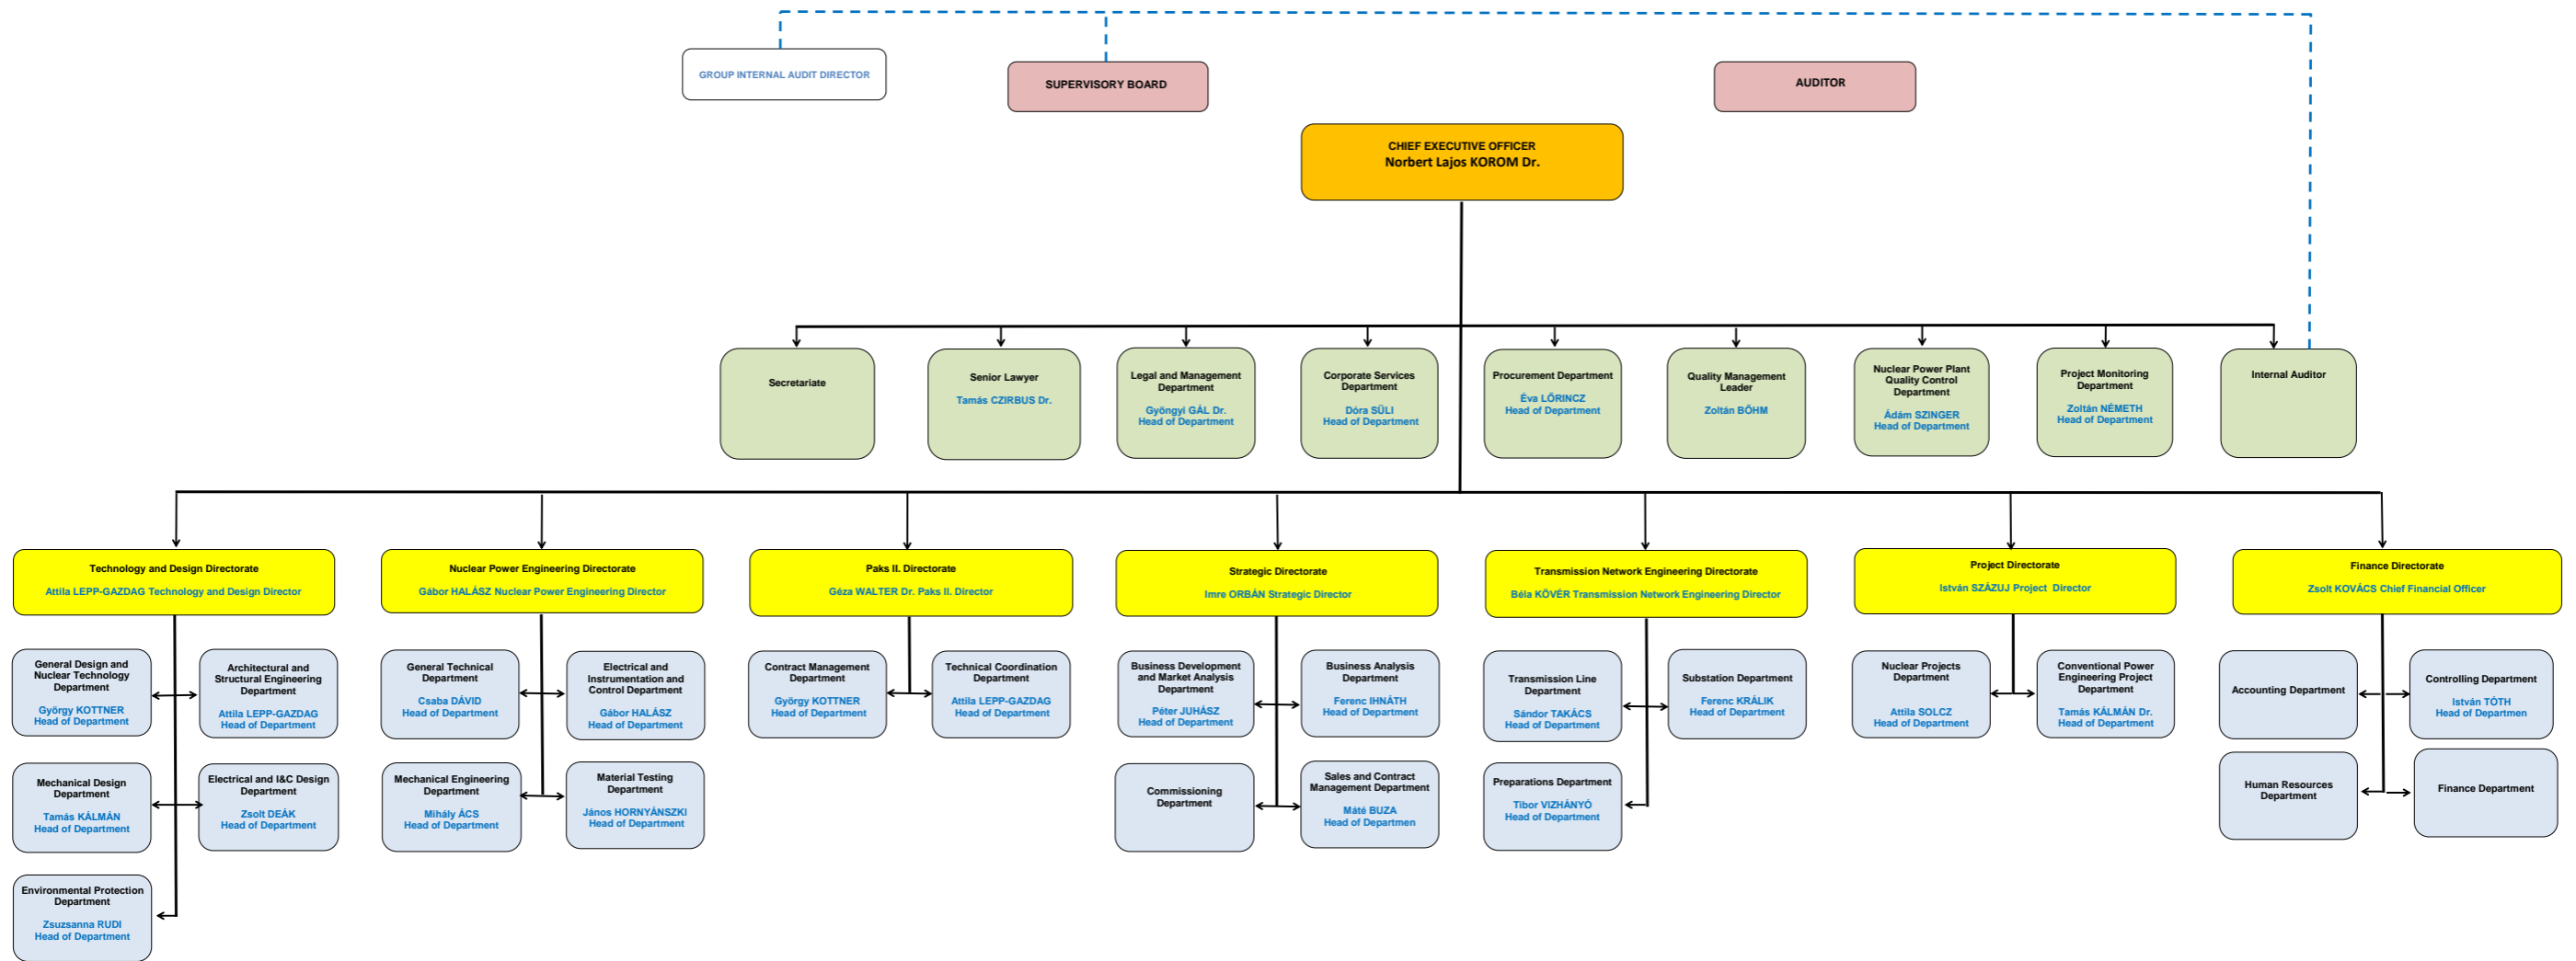 GROUP INTERNAL AUDIT DIRECTOR
SUPERVISORY BOARD
AUDITOR
CHIEF EXECUTIVE OFFICER
Norbert Lajos KOROM Dr.
Secretariate
Senior Lawyer
Tamás CZIRBUS Dr.
Legal and Management
Department
Gyöngyi GÁL Dr.
Head of Department
Corporate Services
Department
Dóra SÜLI
Head of Department
Procurement Department
Éva LŐRINCZ
Head of Department
Quality Management
Leader
Zoltán BŐHM
Nuclear Power Plant
Quality Control
Department
Ádám SZINGER
Head of Department
Project Monitoring
Department
Zoltán NÉMETH
Head of Department
Internal Auditor
Technology and Design Directorate
Attila LEPP-GAZDAG Technology and Design Director
Nuclear Power Engineering Directorate
Gábor HALÁSZ Nuclear Power Engineering Director
Paks II. Directorate
Géza WALTER Dr. Paks II. Director
Strategic Directorate
Imre ORBÁN Strategic Director
Transmission Network Engineering Directorate
Béla KÖVÉR Transmission Network Engineering Director
Project Directorate
István SZÁZUJ Project Director
Finance Directorate
Zsolt KOVÁCS Chief Financial Officer
General Design and
Nuclear Technology
Department
György KOTTNER
Head of Department
Architectural and
Structural Engineering
Department
Attila LEPP-GAZDAG
Head of Department
General Technical
Department
Csaba DÁVID
Head of Department
Electrical and
Instrumentation and
Control Department
Gábor HALÁSZ
Head of Department
Contract Management
Department
György KOTTNER
Head of Department
Technical Coordination
Department
Attila LEPP-GAZDAG
Head of Department
Business Development
and Market Analysis
Department
Péter JUHÁSZ
Head of Department
Business Analysis
Department
Ferenc IHNÁTH
Head of Department
Transmission Line
Department
Sándor TAKÁCS
Head of Department
Substation Department
Ferenc KRÁLIK
Head of Department
Nuclear Projects
Department
Attila SOLCZ
Head of Department
Conventional Power
Engineering Project
Department
Tamás KÁLMÁN Dr.
Head of Department
Accounting Department
Controlling Department
István TÓTH
Head of Departmen
Mechanical Design
Department
Tamás KÁLMÁN
Head of Department
Electrical and I&C Design
Department
Zsolt DEÁK
Head of Department
Mechanical Engineering
Department
Mihály ÁCS
Head of Department
Material Testing
Department
János HORNYÁNSZKI
Head of Department
Commissioning
Department
Sales and Contract
Management Department
Máté BUZA
Head of Departmen
Preparations Department
Tibor VIZHÁNYÓ
Head of Department
Human Resources
Department
Finance Department
Environmental Protection
Department
Zsuzsanna RUDI
Head of Department